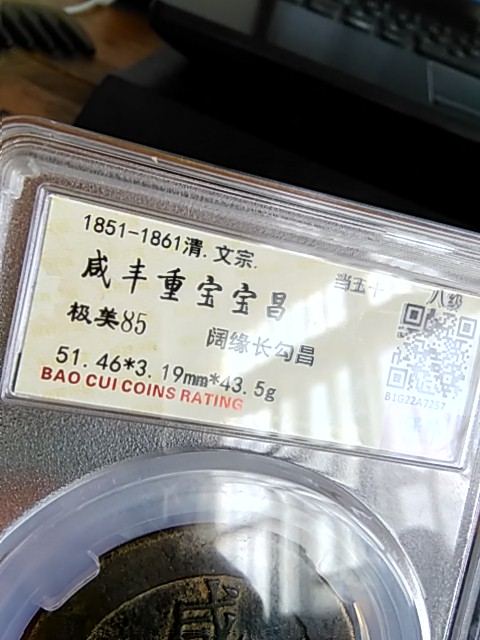 1851-1861清.文宗.
咸丰重宝宝昌
当五十
八级
极美85
阔缘长勾昌
51.46*3.19mm*43.5g
BAO CUI COINS RATING
B1G22A7257